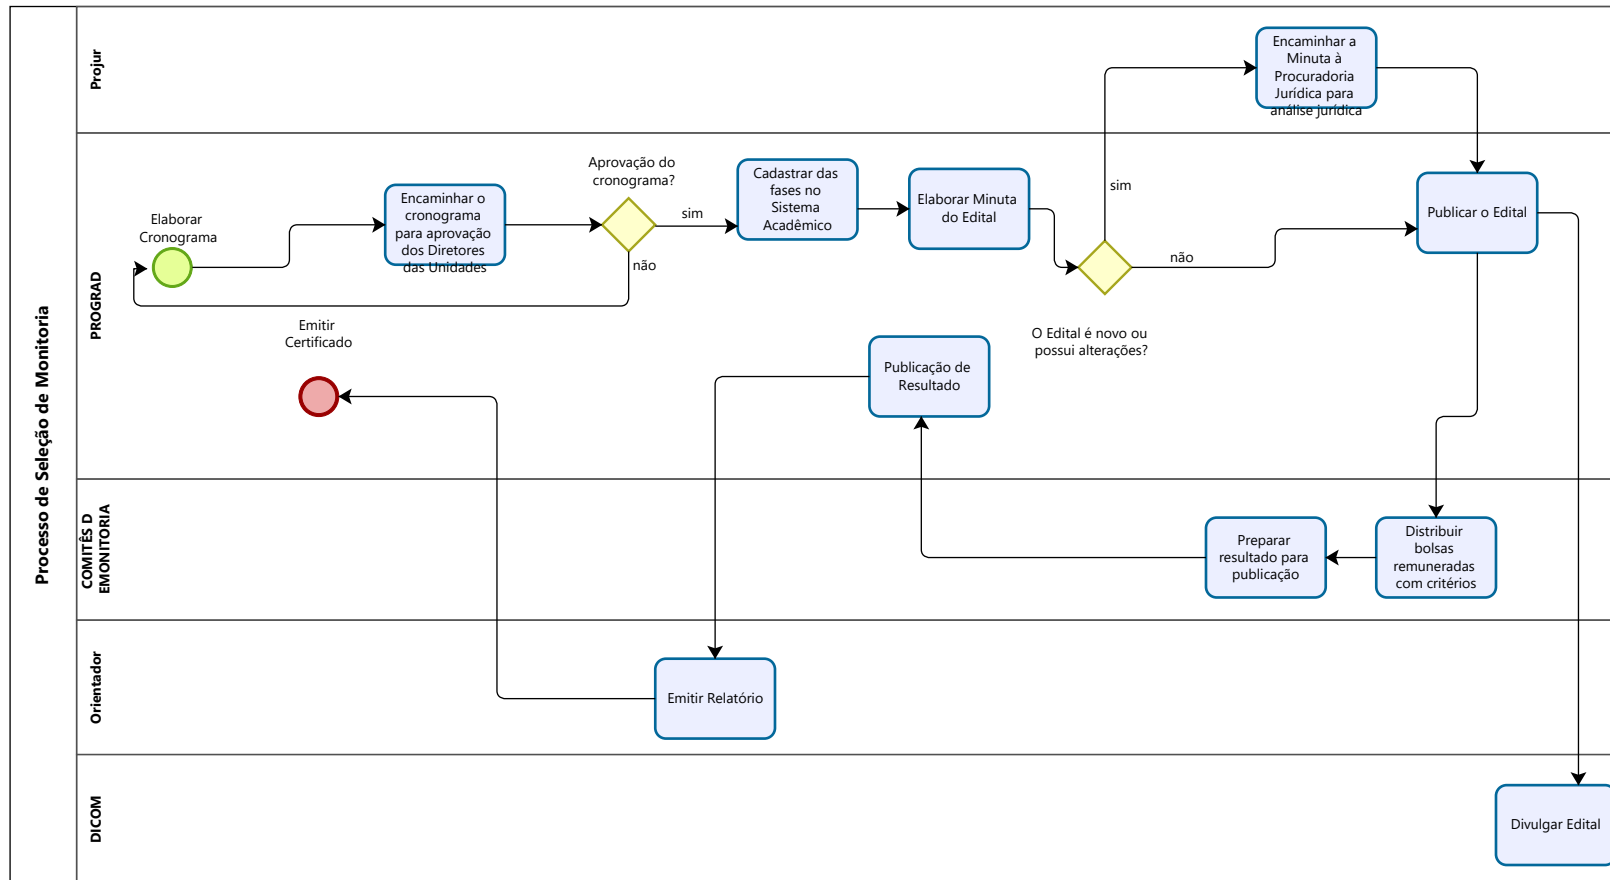 Processo de Seleção de Monitoria
Projur
Encaminhar a
Minuta à
Procuradoria
Jurídica para
análise jurídica
PROGRAD
Elaborar
Cronograma
Encaminhar o
cronograma
para aprovação
dos Diretores
das Unidades
Aprovação do
cronograma?
sim
não
Cadastrar das
fases no
Sistema
Acadêmico
Elaborar Minuta
do Edital
sim
não
O Edital é novo ou
possui alterações?
Publicar o Edital
Emitir
Certificado
Publicação de
Resultado
COMITÊS D
EMONITORIA
Preparar
resultado para
publicação
Distribuir
bolsas
remuneradas
com critérios
Orientador
Emitir Relatório
DICOM
Divulgar Edital